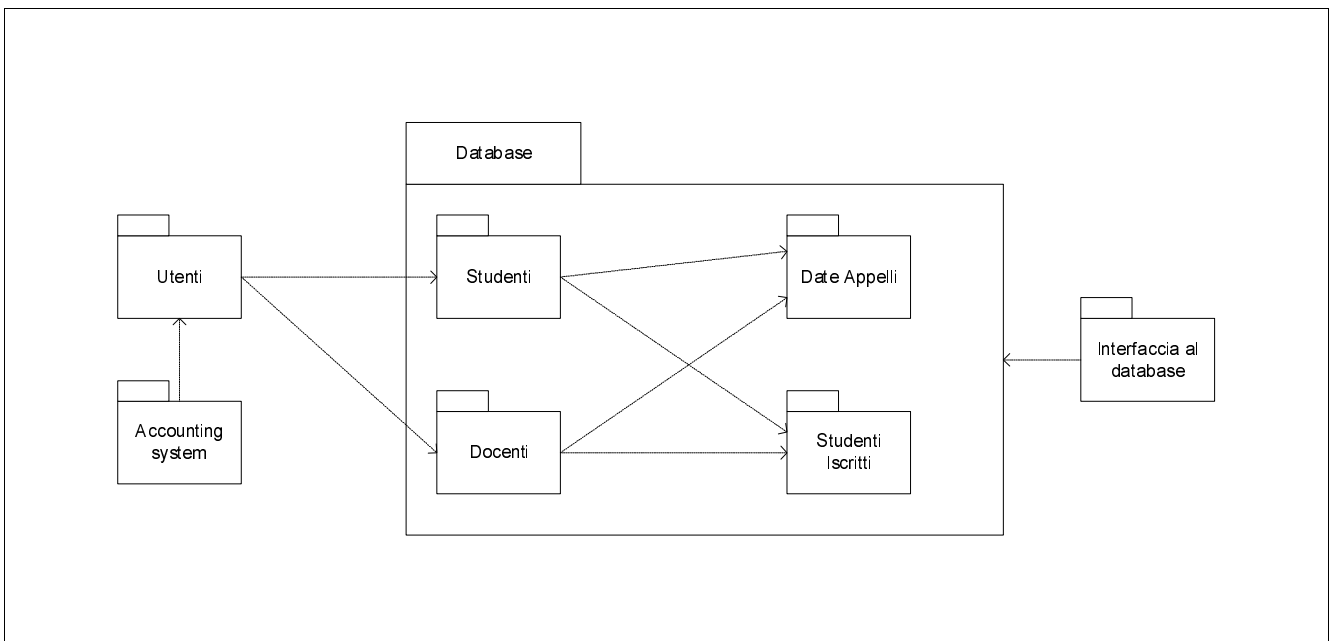 Database
Utenti
Studenti
Date Appelli
Interfaccia al
database
Accounting
system
Docenti
Studenti
Iscritti